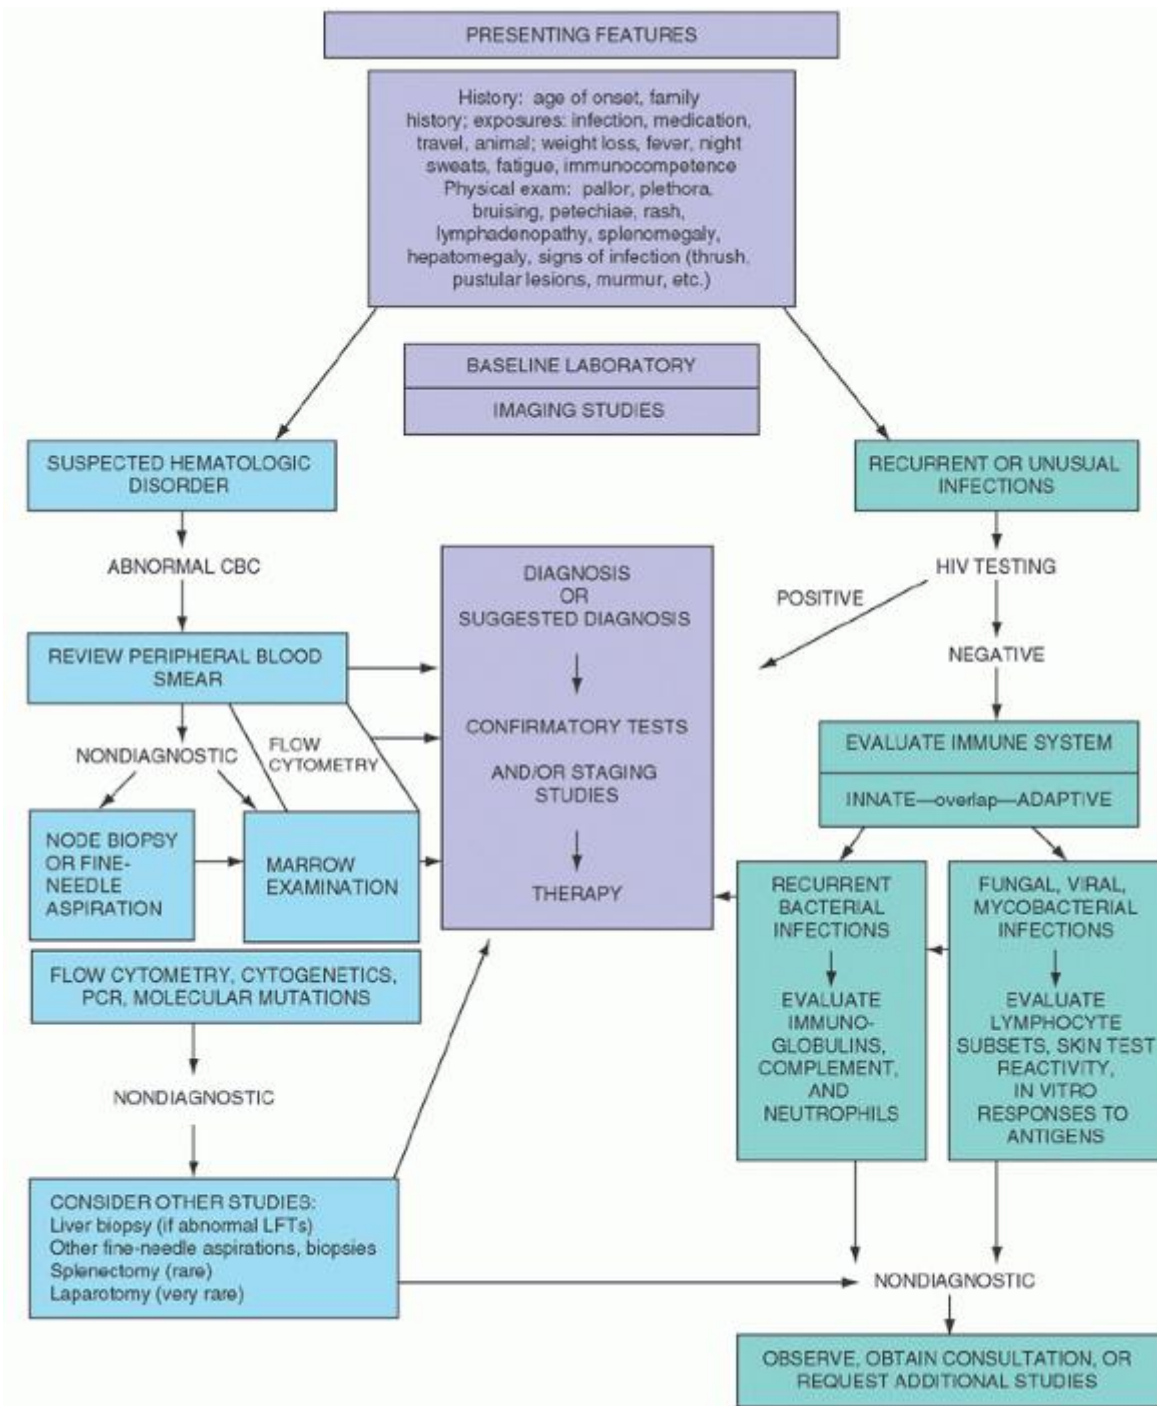 PRESENTING FEATURES
History: age of onset, family
history; exposures: infection, medication,
travel, animal; weight loss, fever, night
sweats, fatigue, immunocompetence
Physical exam: pallor, plethora,
bruising, petechiae, rash,
lymphadenopathy, splenomegaly,
hepatomegaly, signs of infection (thrush,
pustular lesions, murmur, etc.)
BASELINE LABORATORY
IMAGING STUDIES
SUSPECTED HEMATOLOGIC
DISORDER
ABNORMAL CBC
REVIEW PERIPHERAL BLOOD
SMEAR
NONDIAGNOSTIC
FLOW
CYTOMETRY
NODE BIOPSY
OR FINE-
NEEDLE
ASPIRATION
MARROW
EXAMINATION
FLOW CYTOMETRY, CYTOGENETICS,
PCR, MOLECULAR MUTATIONS
NONDIAGNOSTIC
CONSIDER OTHER STUDIES:
Liver biopsy (if abnormal LFTs)
Other fine-needle aspirations, biopsies
Splenectomy (rare)
Laparotomy (very rare)
DIAGNOSIS
OR
SUGGESTED DIAGNOSIS
CONFIRMATORY TESTS
AND/OR STAGING
STUDIES
THERAPY
RECURRENT OR UNUSUAL
INFECTIONS
HIV TESTING
POSITIVE
NEGATIVE
EVALUATE IMMUNE SYSTEM
INNATE—overlap—ADAPTIVE
RECURRENT
BACTERIAL
INFECTIONS
EVALUATE
IMMUNO-
GLOBULINS,
COMPLEMENT,
AND
NEUTROPHILS
FUNGAL, VIRAL,
MYCOBACTERIAL
INFECTIONS
EVALUATE
LYMPHOCYTE
SUBSETS, SKIN TEST
REACTIVITY,
IN VITRO
RESPONSES TO
ANTIGENS
NONDIAGNOSTIC
OBSERVE, OBTAIN CONSULTATION, OR
REQUEST ADDITIONAL STUDIES